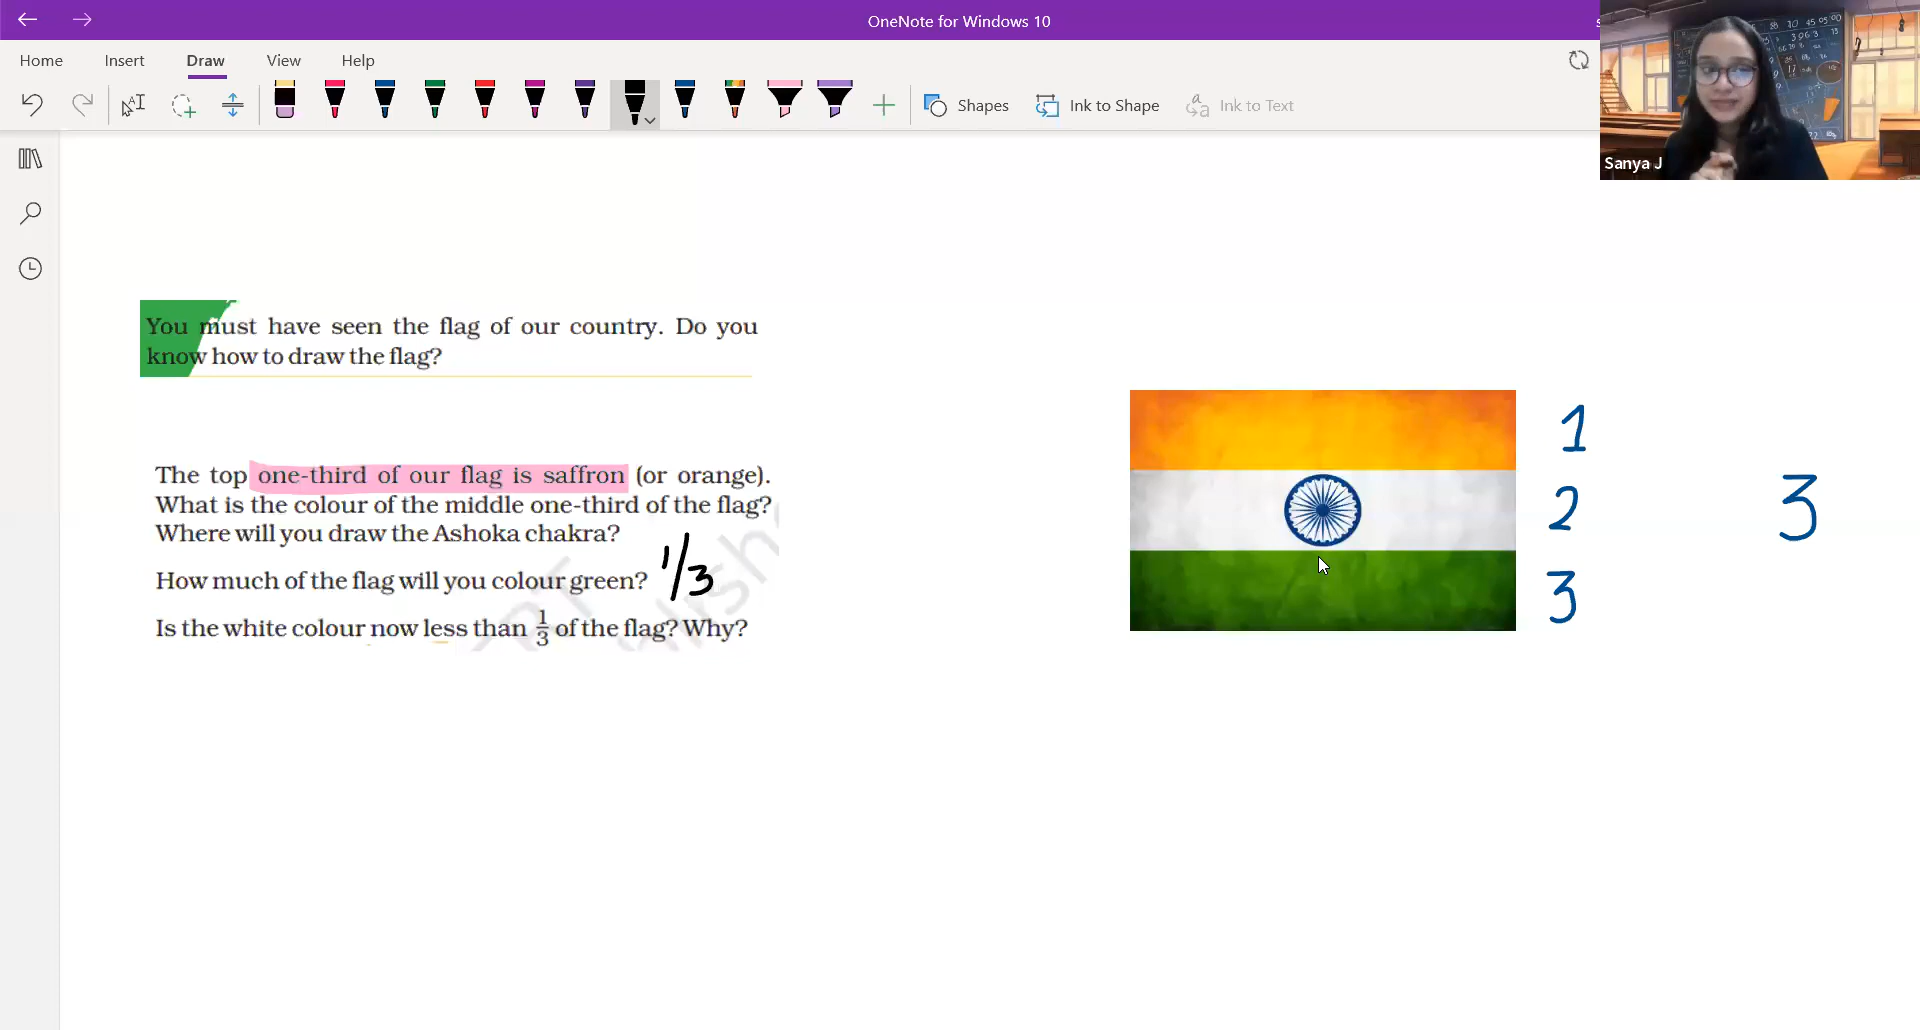 OneNote for Windows 10
Home Insert Draw View Help
Shapes Ink to Shape Ink to Text
Sanya J
You must have seen the flag of our country. Do you
know how to draw the flag?
The top one-third of our flag is saffron (or orange).
What is the colour of the middle one-third of the flag?
Where will you draw the Ashoka chakra?
How much of the flag will you colour green? 1/3
Is the white colour now less than 1/3 of the flag? Why?
1
2
3
3